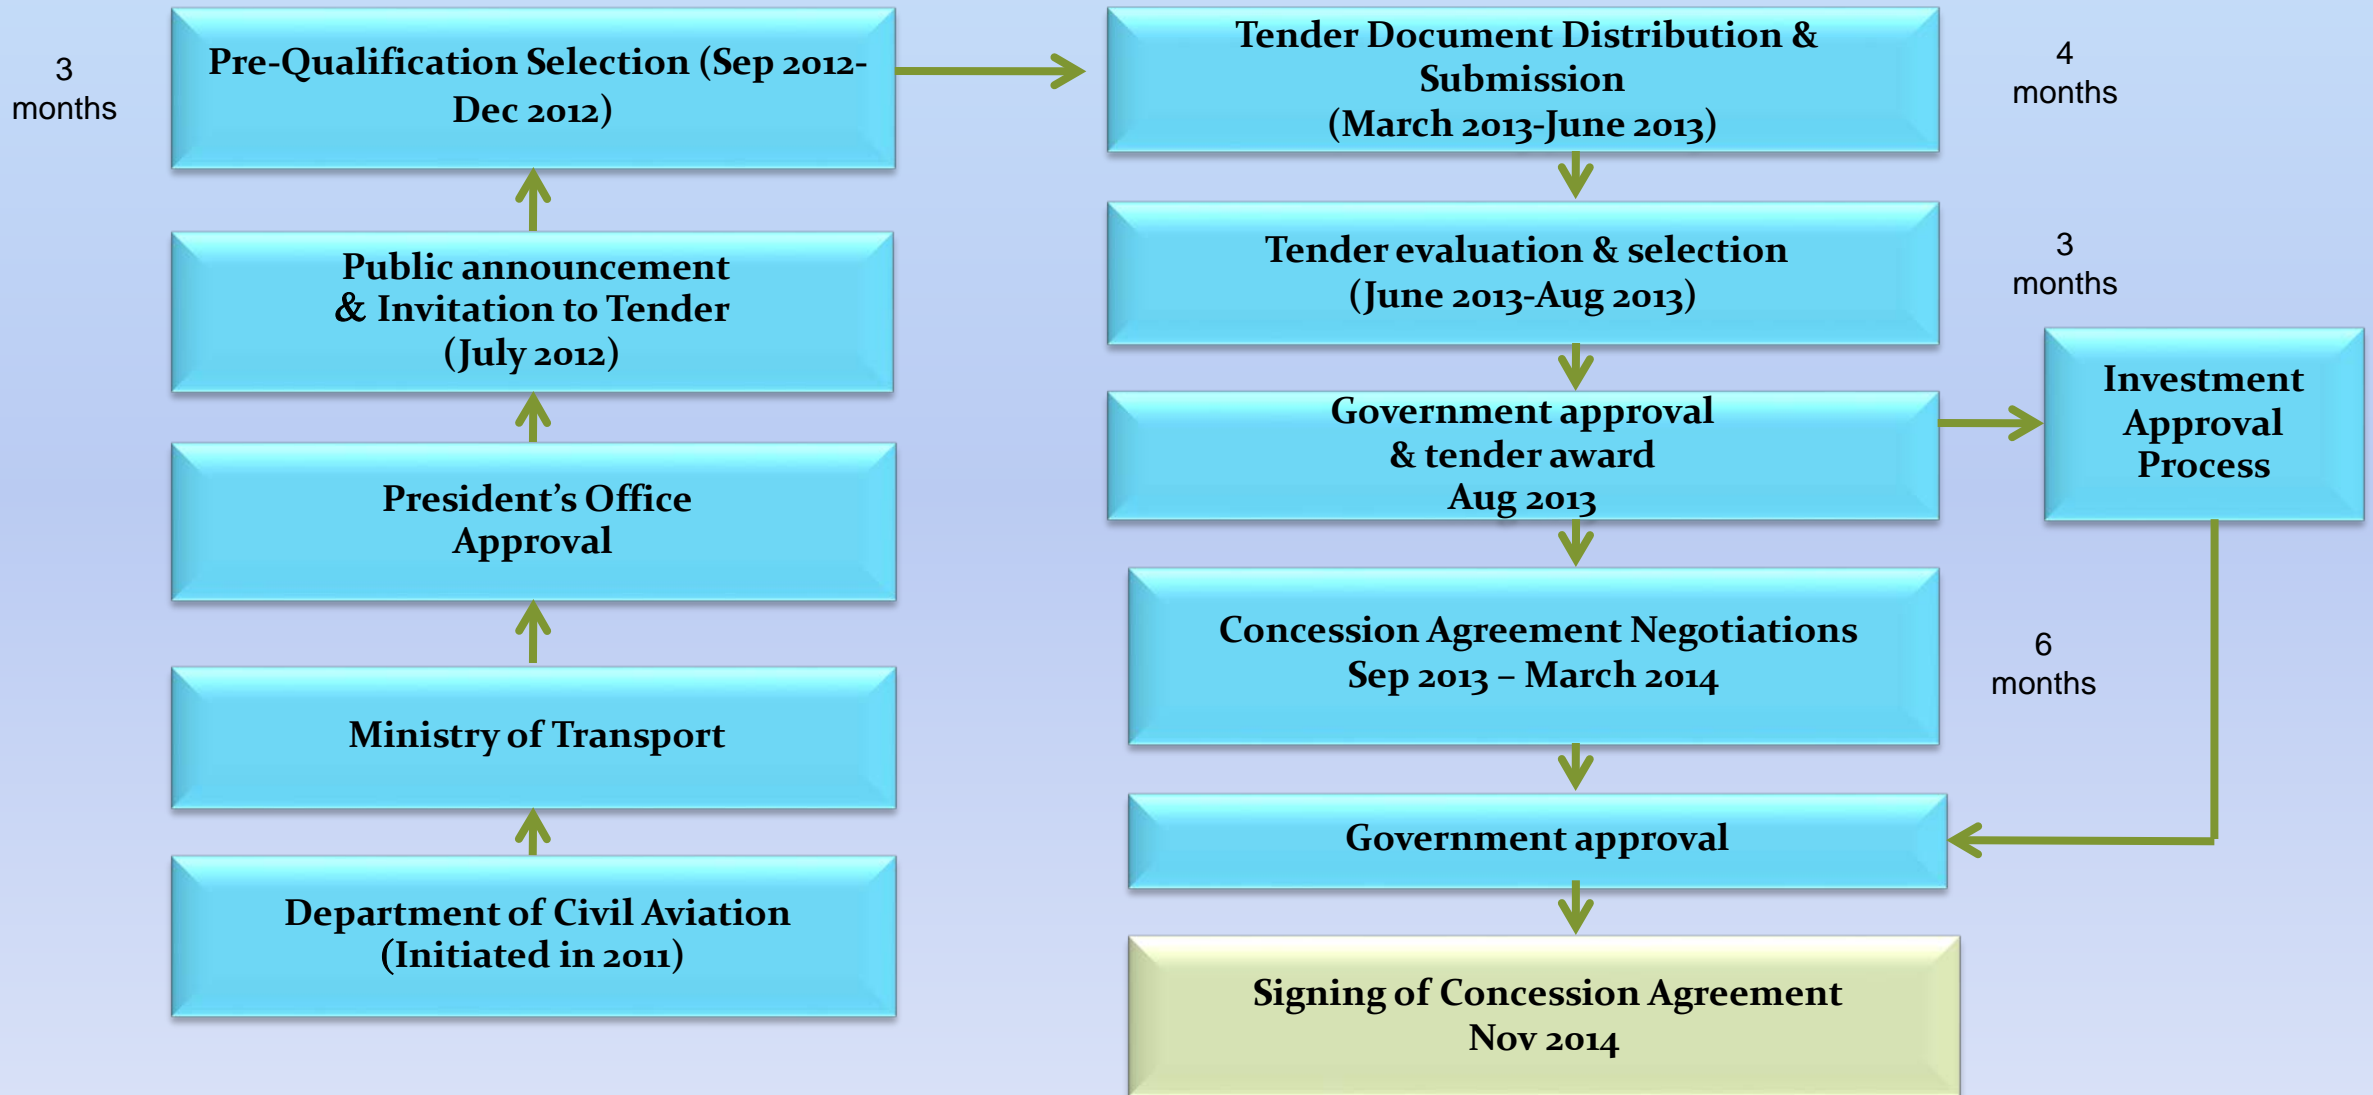 3
months
Pre-Qualification Selection (Sep 2012-
Dec 2012)
Public announcement
& Invitation to Tender
(July 2012)
President’s Office
Approval
Ministry of Transport
Department of Civil Aviation
(Initiated in 2011)
Tender Document Distribution &
Submission
(March 2013-June 2013)
4
months
Tender evaluation & selection
(June 2013-Aug 2013)
3
months
Government approval
& tender award
Aug 2013
Investment
Approval
Process
Concession Agreement Negotiations
Sep 2013 – March 2014
6
months
Government approval
Signing of Concession Agreement
Nov 2014